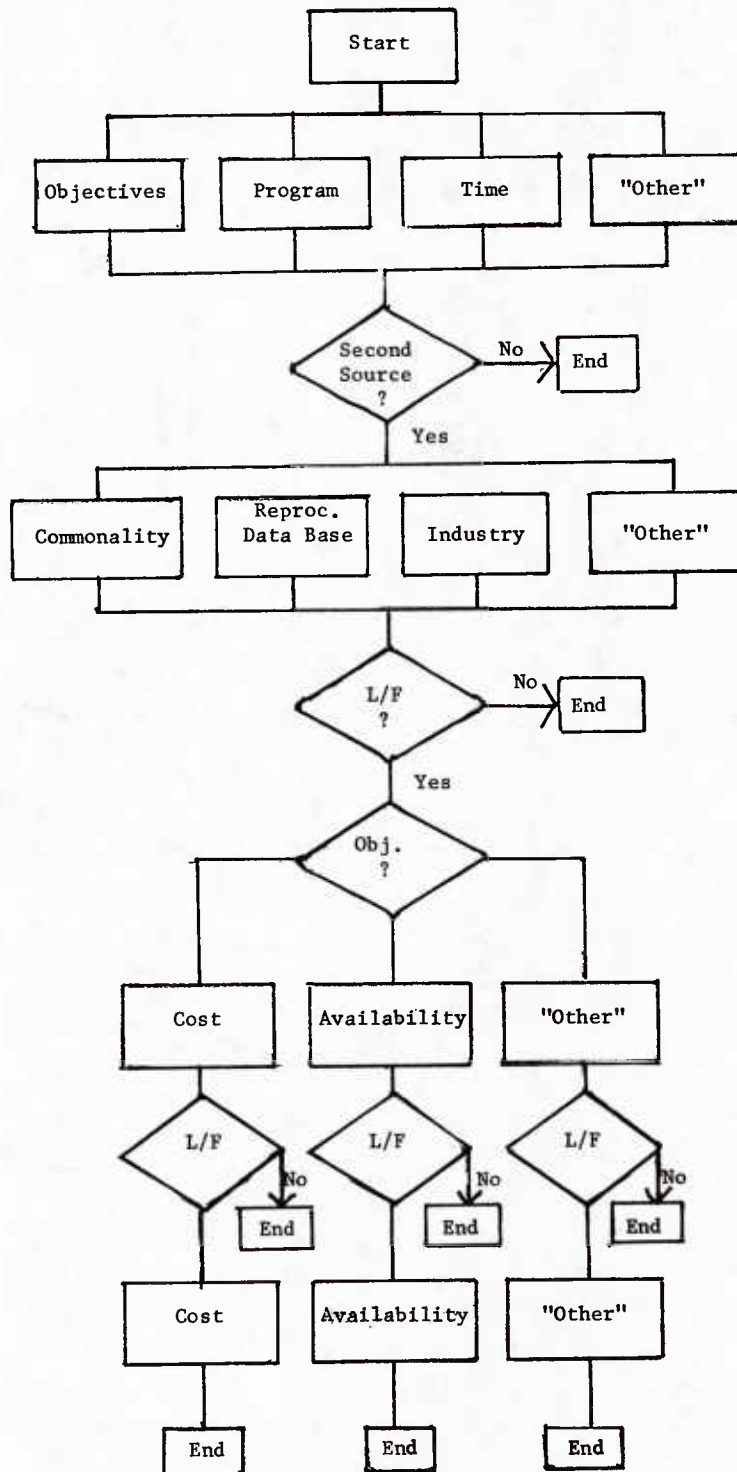 Start
Objectives
Program
Time
"Other"
Second
Source
?
No
End
Yes
Commonality
Reproc.
Data Base
Industry
"Other"
L/F
?
No
End
Yes
Obj.
?
Cost
Availability
"Other"
L/F
L/F
L/F
No
No
No
End
End
End
Cost
Availability
"Other"
End
End
End